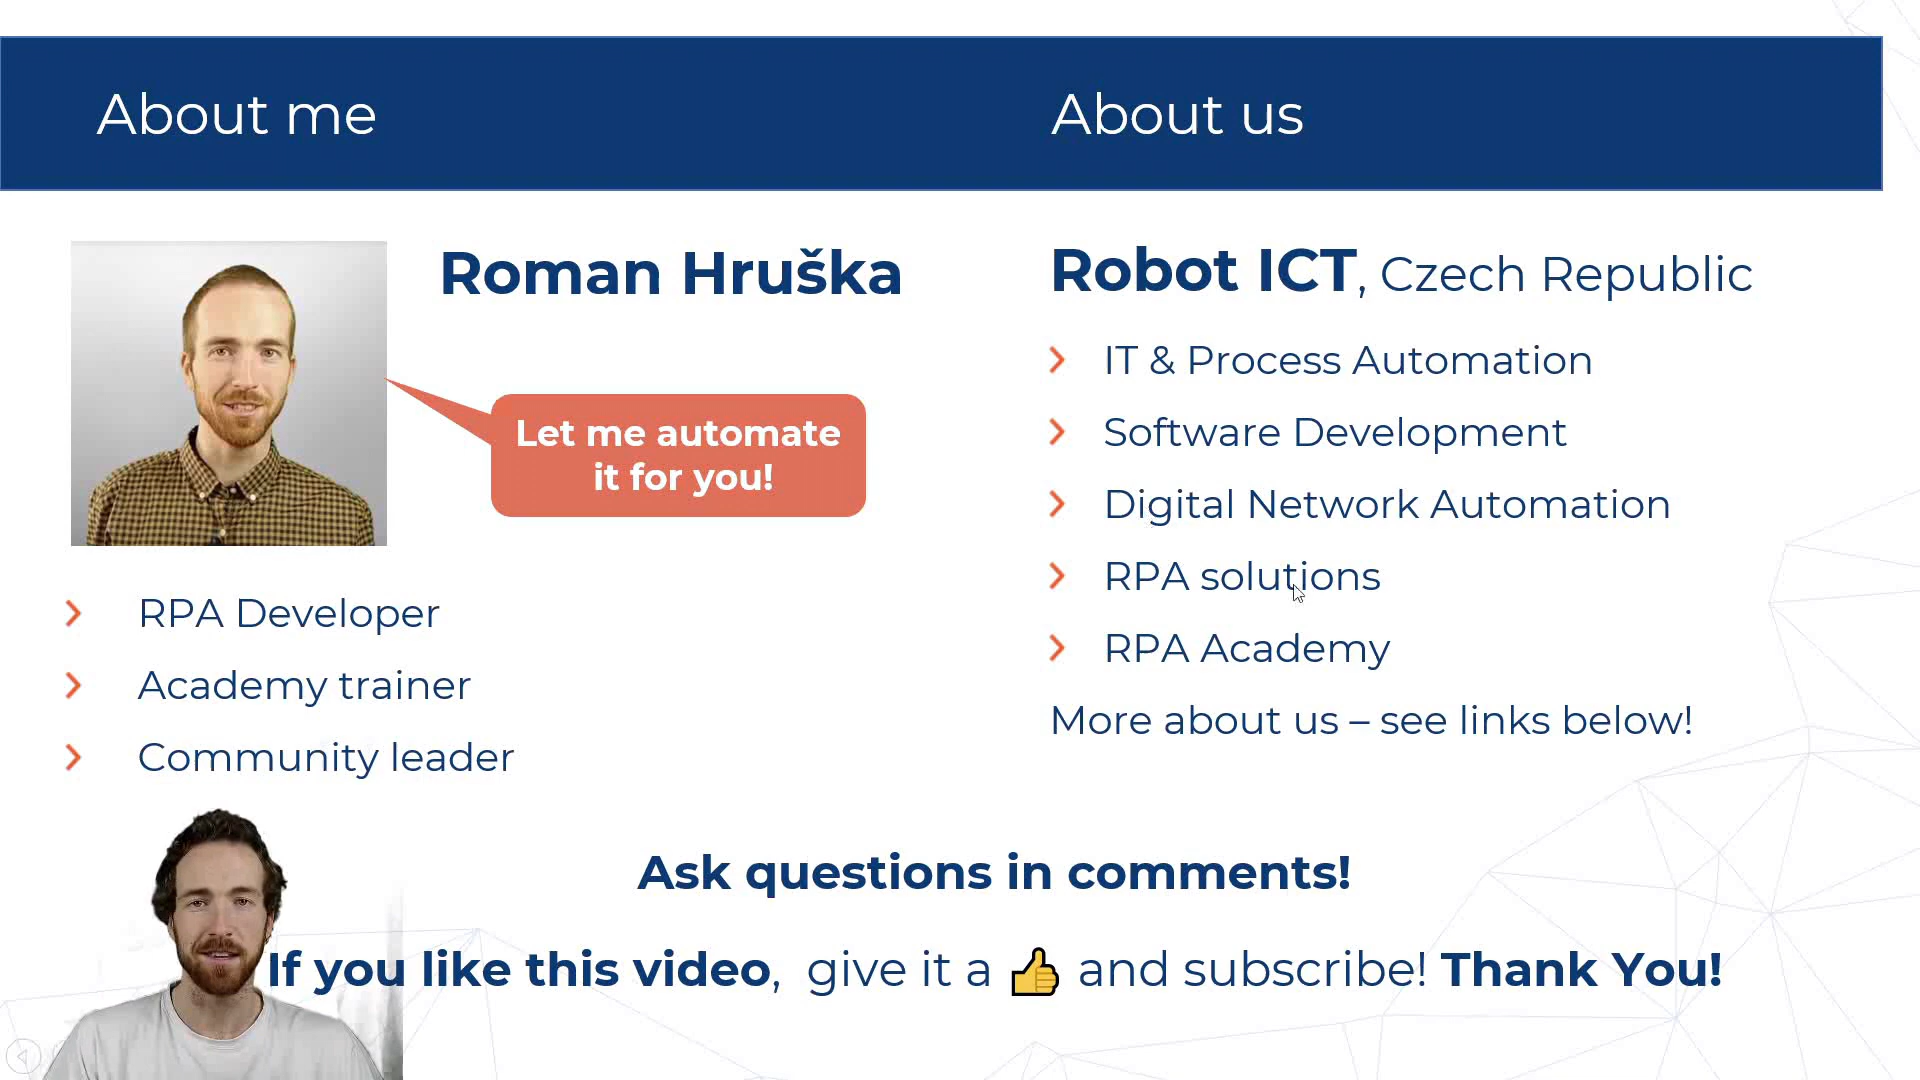 About me
About us
Roman Hruška
Let me automate
it for you!
RPA Developer
Academy trainer
Community leader
Robot ICT, Czech Republic
IT & Process Automation
Software Development
Digital Network Automation
RPA solutions
RPA Academy
More about us – see links below!
Ask questions in comments!
If you like this video, give it a 👍 and subscribe! Thank You!